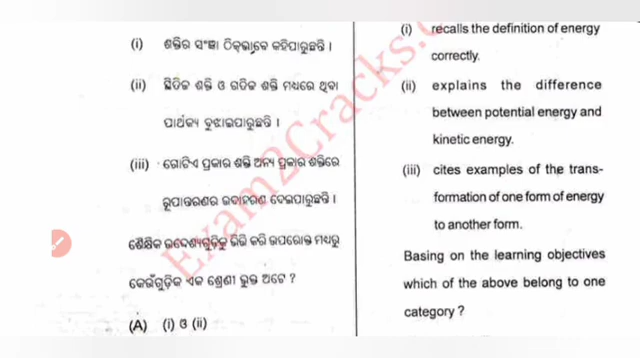 (i) ଶକ୍ତିର ସଂଜ୍ଞା ଠିକ୍‌ଭାବେ କହିପାରୁଛନ୍ତି ।
(ii) ସ୍ଥିତିଜ ଶକ୍ତି ଓ ଗତିଜ ଶକ୍ତି ମଧ୍ୟରେ ଥିବା
ପାର୍ଥକ୍ୟ ବୁଝାଇପାରୁଛନ୍ତି ।
(iii) ଗୋଟିଏ ପ୍ରକାର ଶକ୍ତି ଅନ୍ୟ ପ୍ରକାର ଶକ୍ତିରେ
ରୂପାନ୍ତରଣର ଉଦାହରଣ ଦେଇପାରୁଛନ୍ତି ।
ଶୈକ୍ଷିକ ଉଦ୍ଦେଶ୍ୟଗୁଡ଼ିକୁ ଭିତ୍ତି କରି ଉପରୋକ୍ତ ମଧ୍ୟରୁ
କେଉଁଗୁଡ଼ିକ ଏକ ଶ୍ରେଣୀ ଭୁକ୍ତ ଅଟେ ?
(A) (i) ଓ (ii)
(i) recalls the definition of energy
correctly.
(ii) explains the difference
between potential energy and
kinetic energy.
(iii) cites examples of the trans-
formation of one form of energy
to another form.
Basing on the learning objectives
which of the above belong to one
category ?
Exam2Cracks.co